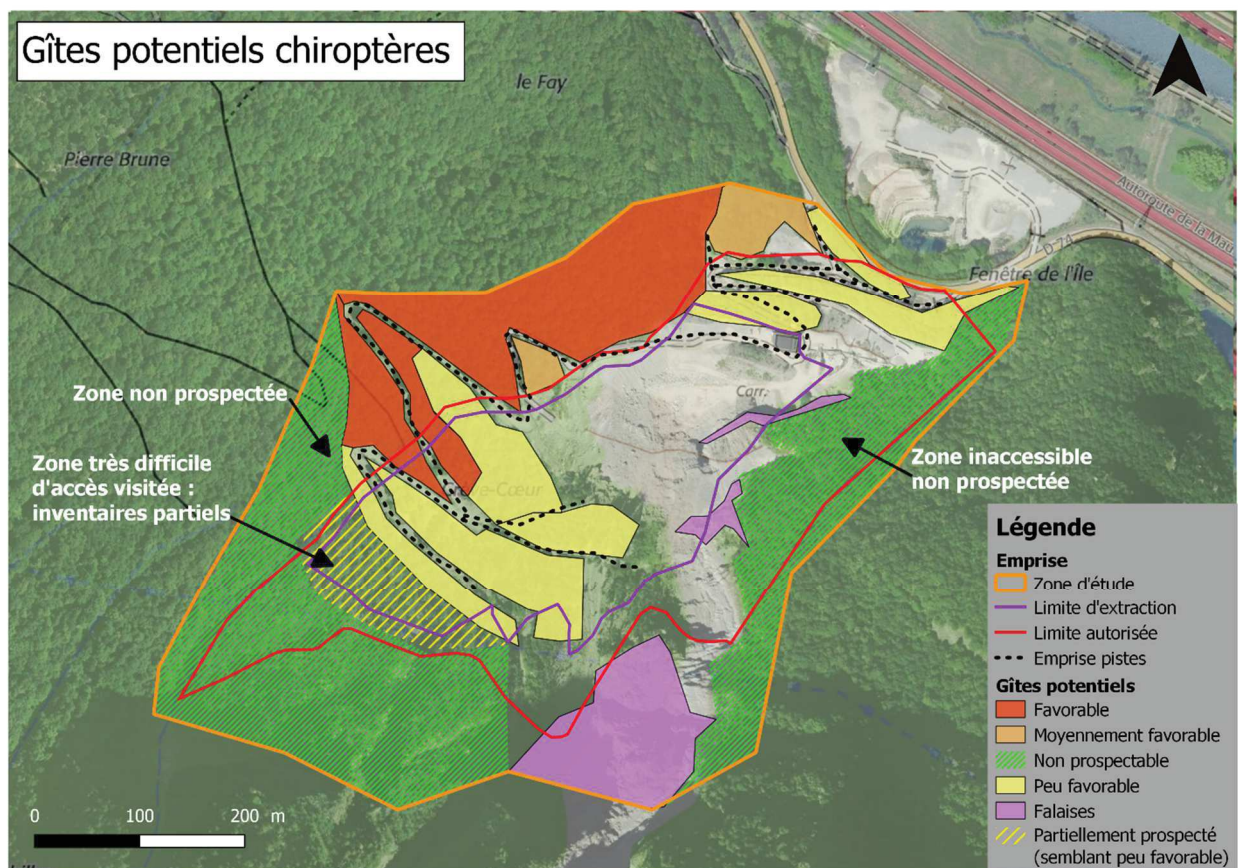 Gîtes potentiels chiroptères
le Fay
Pierre Brune
Autoroute de la Mau
D 74
Fenêtre de l'Île
Zone non prospectée
Carr.
Zone très difficile
d'accès visitée :
inventaires partiels
Zone inaccessible
non prospectée
e-Cœur
Légende
Emprise
Zone d'étude
Limite d'extraction
Limite autorisée
Emprise pistes
Gîtes potentiels
Favorable
Moyennement favorable
Non prospectable
Peu favorable
Falaises
Partiellement prospecté
(semblant peu favorable)
0 100 200 m